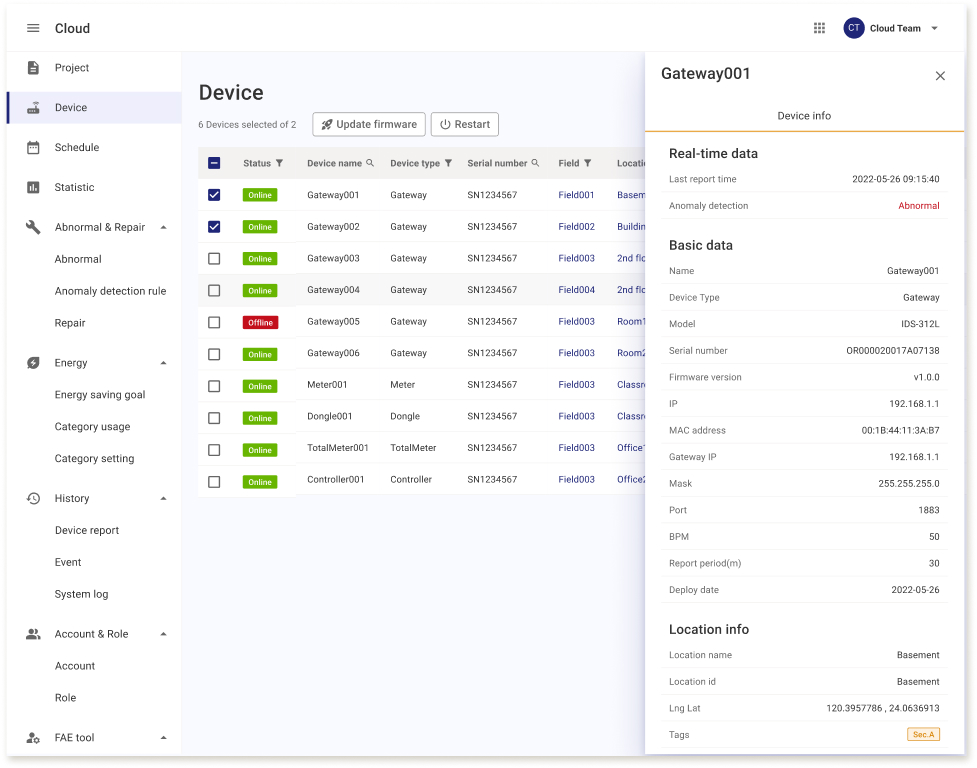 Cloud
CT Cloud Team
Project
Device
Schedule
Statistic
Abnormal & Repair
Abnormal
Anomaly detection rule
Repair
Energy
Energy saving goal
Category usage
Category setting
History
Device report
Event
System log
Account & Role
Account
Role
FAE tool
Device
6 Devices selected of 2
Update firmware Restart
Status Device name Device type Serial number Field Locati
Online Gateway001 Gateway SN1234567 Field001 Basem
Online Gateway002 Gateway SN1234567 Field002 Buildin
Online Gateway003 Gateway SN1234567 Field003 2nd flo
Online Gateway004 Gateway SN1234567 Field004 2nd flo
Offline Gateway005 Gateway SN1234567 Field003 Room1
Online Gateway006 Gateway SN1234567 Field003 Room2
Online Meter001 Meter SN1234567 Field003 Classr
Online Dongle001 Dongle SN1234567 Field003 Classr
Online TotalMeter001 TotalMeter SN1234567 Field003 Office1
Online Controller001 Controller SN1234567 Field003 Office2
Gateway001
Device info
Real-time data
Last report time 2022-05-26 09:15:40
Anomaly detection Abnormal
Basic data
Name Gateway001
Device Type Gateway
Model IDS-312L
Serial number OR000020017A07138
Firmware version v1.0.0
IP 192.168.1.1
MAC address 00:1B:44:11:3A:B7
Gateway IP 192.168.1.1
Mask 255.255.255.0
Port 1883
BPM 50
Report period(m) 30
Deploy date 2022-05-26
Location info
Location name Basement
Location id Basement
Lng Lat 120.3957786 , 24.0636913
Tags Sec.A